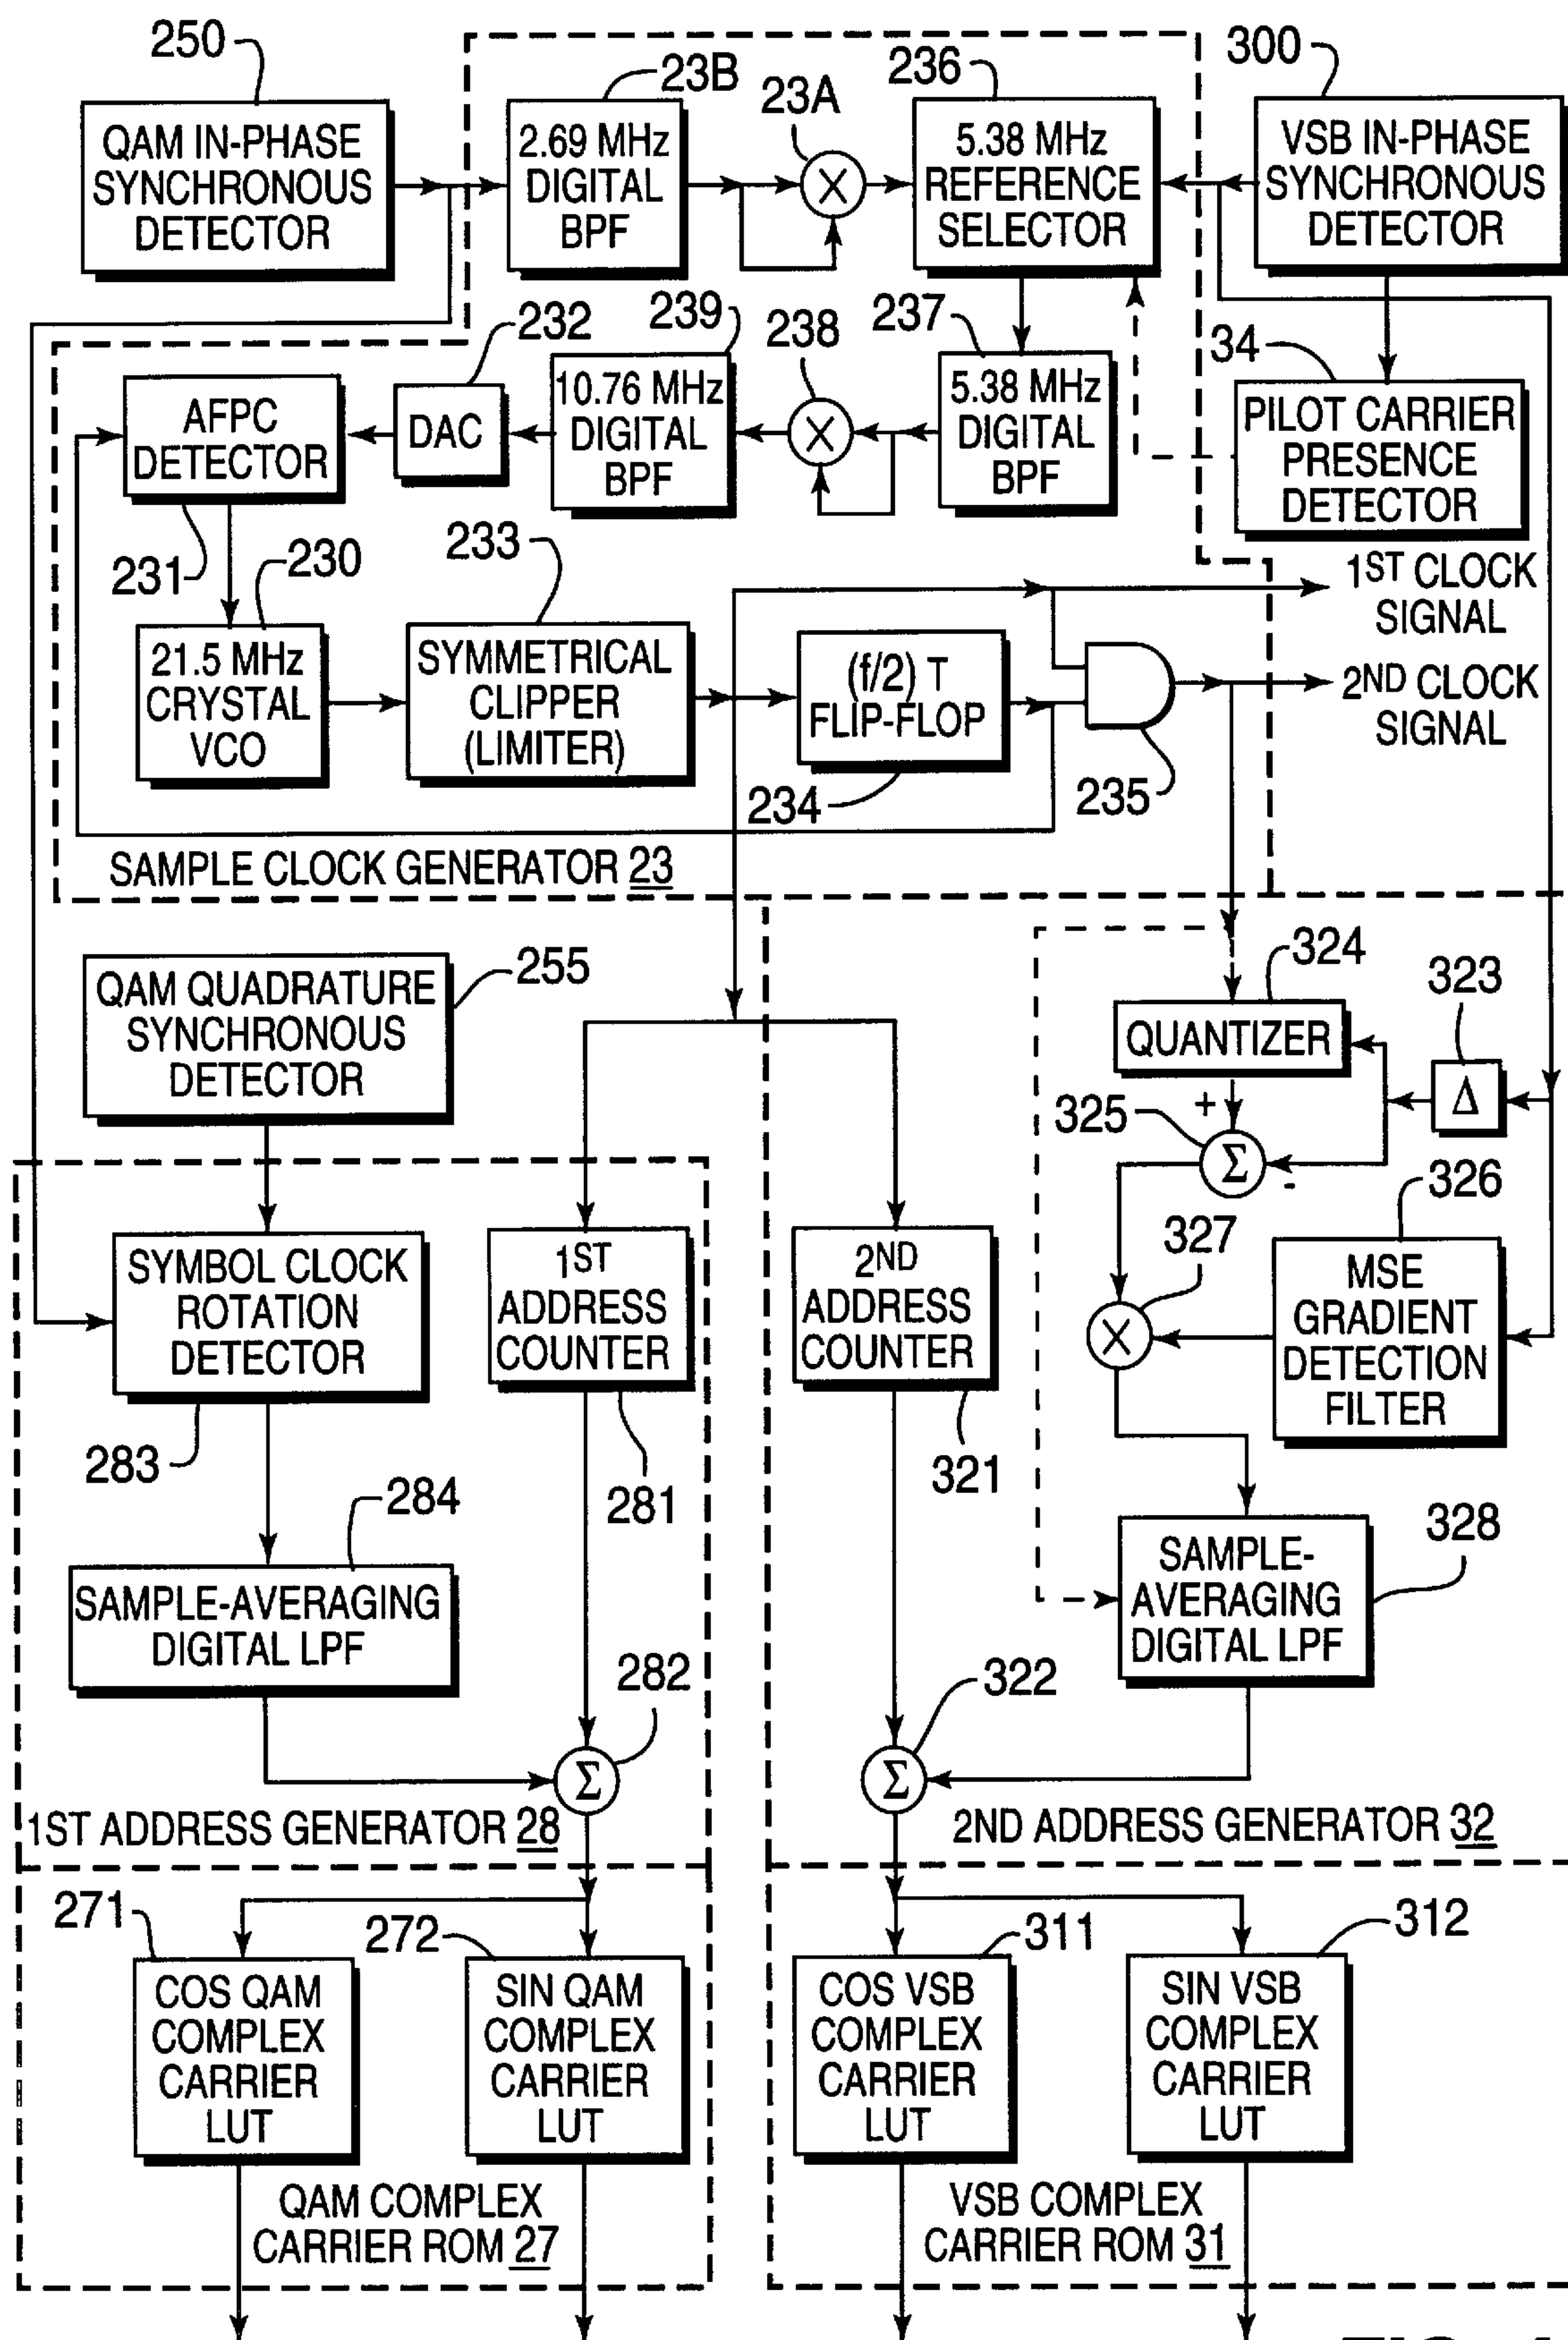 250
23B
23A
236
300
QAM IN-PHASE
SYNCHRONOUS
DETECTOR
2.69 MHz
DIGITAL
BPF
X
5.38 MHz
REFERENCE
SELECTOR
VSB IN-PHASE
SYNCHRONOUS
DETECTOR
232
239
238
237
34
AFPC
DETECTOR
DAC
10.76 MHz
DIGITAL
BPF
X
5.38 MHz
DIGITAL
BPF
PILOT CARRIER
PRESENCE
DETECTOR
231
230
233
1ST CLOCK
SIGNAL
21.5 MHz
CRYSTAL
VCO
SYMMETRICAL
CLIPPER
(LIMITER)
(f/2) T
FLIP-FLOP
2ND CLOCK
SIGNAL
234
235
SAMPLE CLOCK GENERATOR 23
255
324
323
QAM QUADRATURE
SYNCHRONOUS
DETECTOR
QUANTIZER
Δ
+
325
Σ
-
326
327
SYMBOL CLOCK
ROTATION
DETECTOR
1ST
ADDRESS
COUNTER
2ND
ADDRESS
COUNTER
X
MSE
GRADIENT
DETECTION
FILTER
283
281
321
284
328
SAMPLE-AVERAGING
DIGITAL LPF
SAMPLE-
AVERAGING
DIGITAL LPF
282
322
Σ
Σ
1ST ADDRESS GENERATOR 28
2ND ADDRESS GENERATOR 32
271
272
311
312
COS QAM
COMPLEX
CARRIER
LUT
SIN QAM
COMPLEX
CARRIER
LUT
COS VSB
COMPLEX
CARRIER
LUT
SIN VSB
COMPLEX
CARRIER
LUT
QAM COMPLEX
CARRIER ROM 27
VSB COMPLEX
CARRIER ROM 31